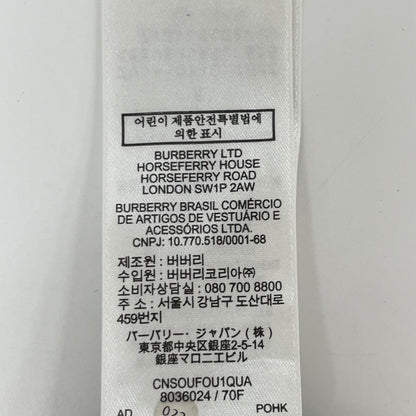 어린이 제품안전특별법에
의한 표시
BURBERRY LTD
HORSEFERRY HOUSE
HORSEFERRY ROAD
LONDON SW1P 2AW
BURBERRY BRASIL COMÉRCIO
DE ARTIGOS DE VESTUÁRIO E
ACESSÓRIOS LTDA.
CNPJ: 10.770.518/0001-68
제조원 : 버버리
수입원 : 버버리코리아㈜
소비자상담실 : 080 700 8800
주 소 : 서울시 강남구 도산대로
459번지
バーバリー・ジャパン (株)
東京都中央区銀座2-5-14
銀座マロニエビル
CNSOUFOU1QUA
8036024 / 70F
AD POHK